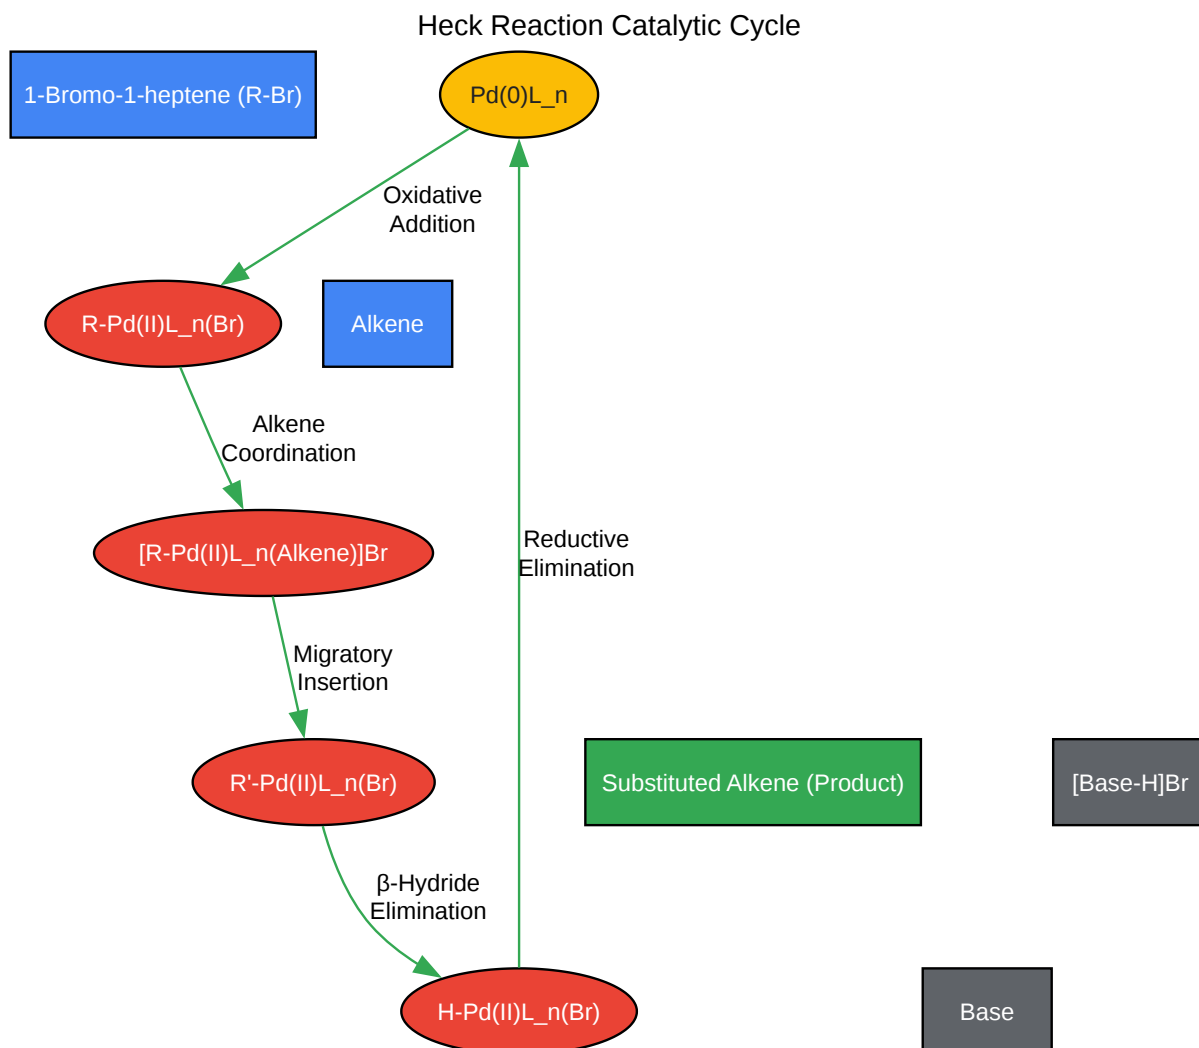 Heck Reaction Catalytic Cycle
1-Bromo-1-heptene (R-Br)
Pd(0)L_n
Oxidative
Addition
R-Pd(II)L_n(Br)
Alkene
Alkene
Coordination
[R-Pd(II)L_n(Alkene)]Br
Reductive
Elimination
Migratory
Insertion
R'-Pd(II)L_n(Br)
Substituted Alkene (Product)
[Base-H]Br
β-Hydride
Elimination
H-Pd(II)L_n(Br)
Base